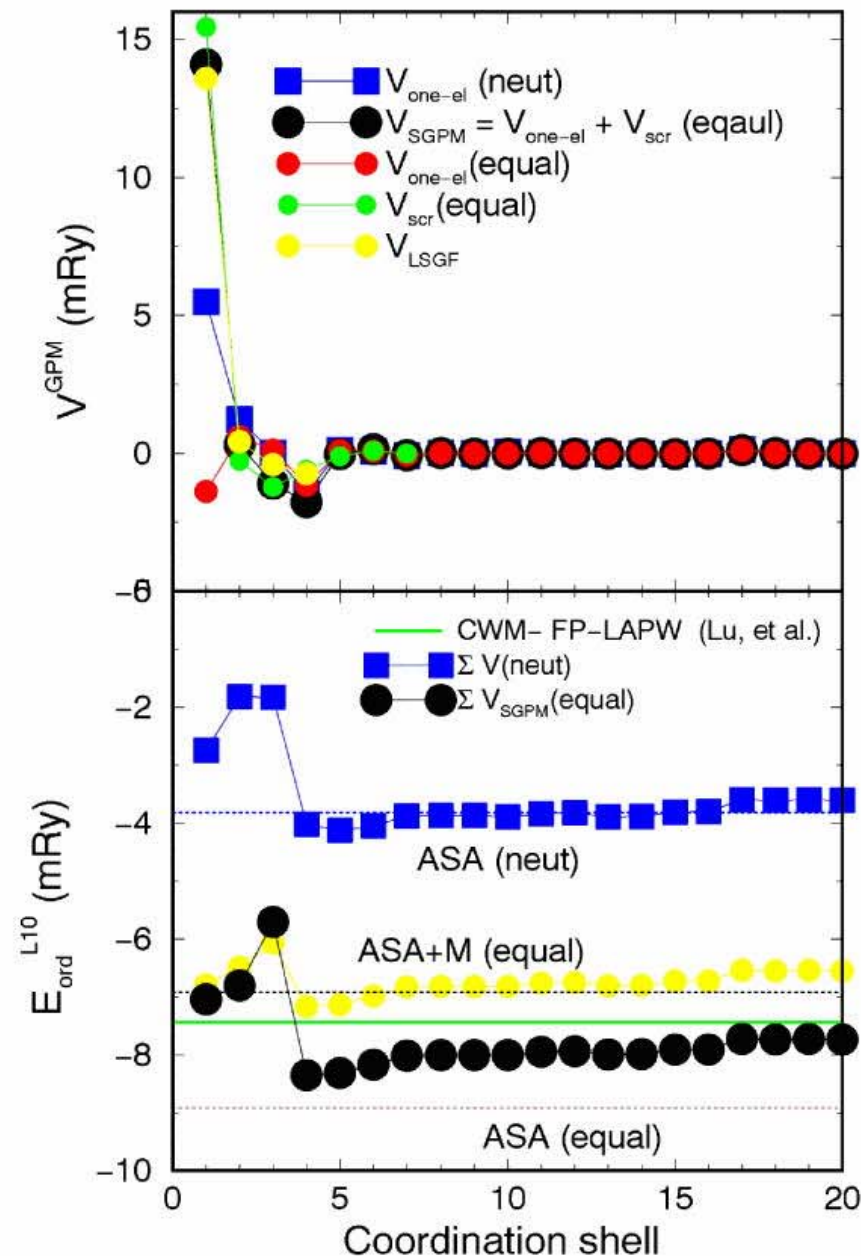 15
10
5
0
V^GPM (mRy)
V_one-el (neut)
V_SGPM = V_one-el + V_scr (eqaul)
V_one-el (equal)
V_scr (equal)
V_LSGF
-2
-4
-6
-8
-10
E_ord^L10 (mRy)
CWM- FP-LAPW (Lu, et al.)
Σ V(neut)
Σ V_SGPM(equal)
ASA (neut)
ASA+M (equal)
ASA (equal)
0 5 10 15 20
Coordination shell